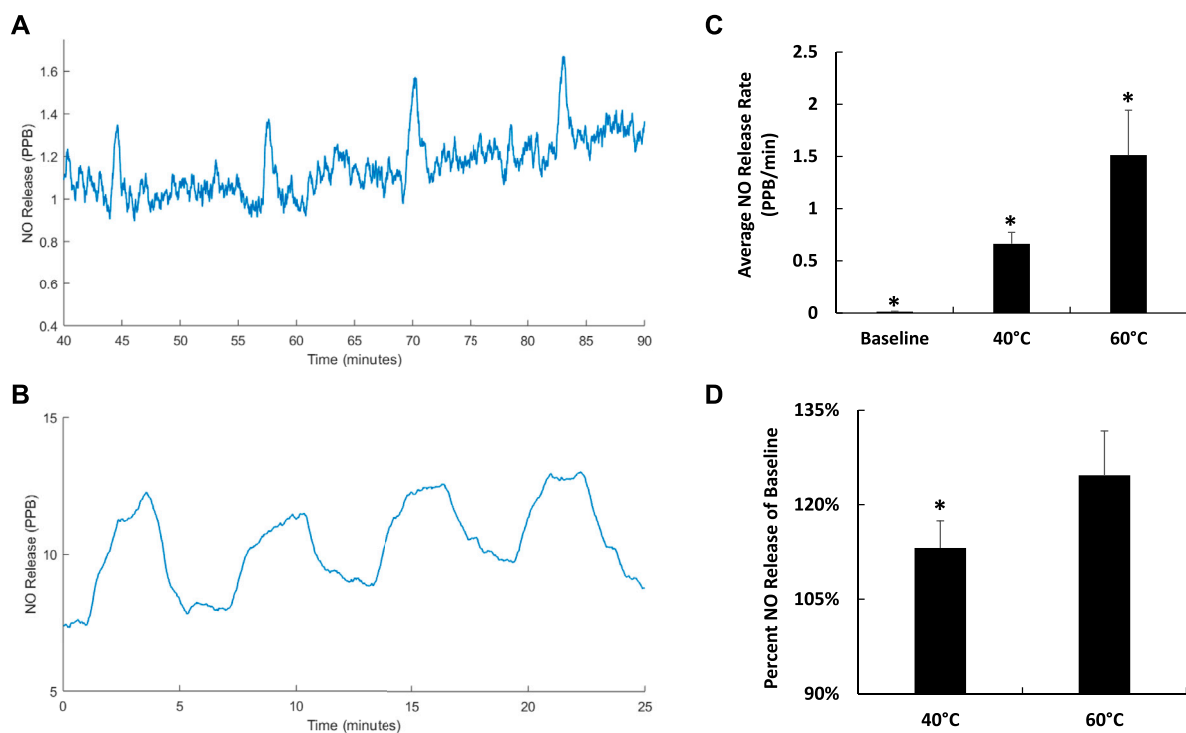 A
NO Release (PPB)
1.6
1.4
1.2
1
0.8
0.6
0.4
40 45 50 55 60 65 70 75 80 85 90
Time (minutes)
B
NO Release (PPB)
15
10
5
0 5 10 15 20 25
Time (minutes)
C
Average NO Release Rate
(PPB/min)
2.5
2
1.5
1
0.5
0
* * *
Baseline 40°C 60°C
D
Percent NO Release of Baseline
135%
120%
105%
90%
*
40°C 60°C